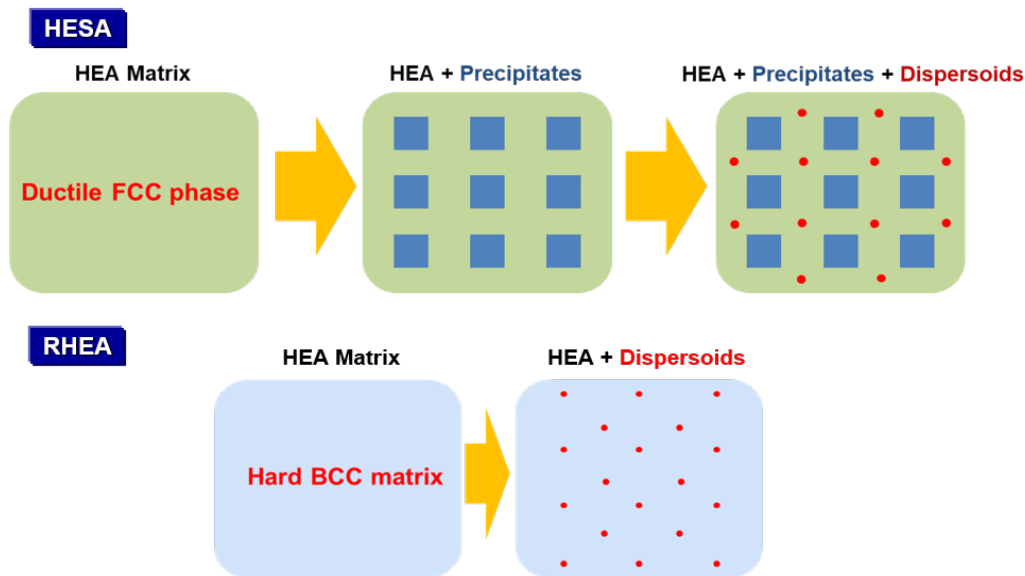 HESA
HEA Matrix
HEA + Precipitates
HEA + Precipitates + Dispersoids
Ductile FCC phase
RHEA
HEA Matrix
HEA + Dispersoids
Hard BCC matrix